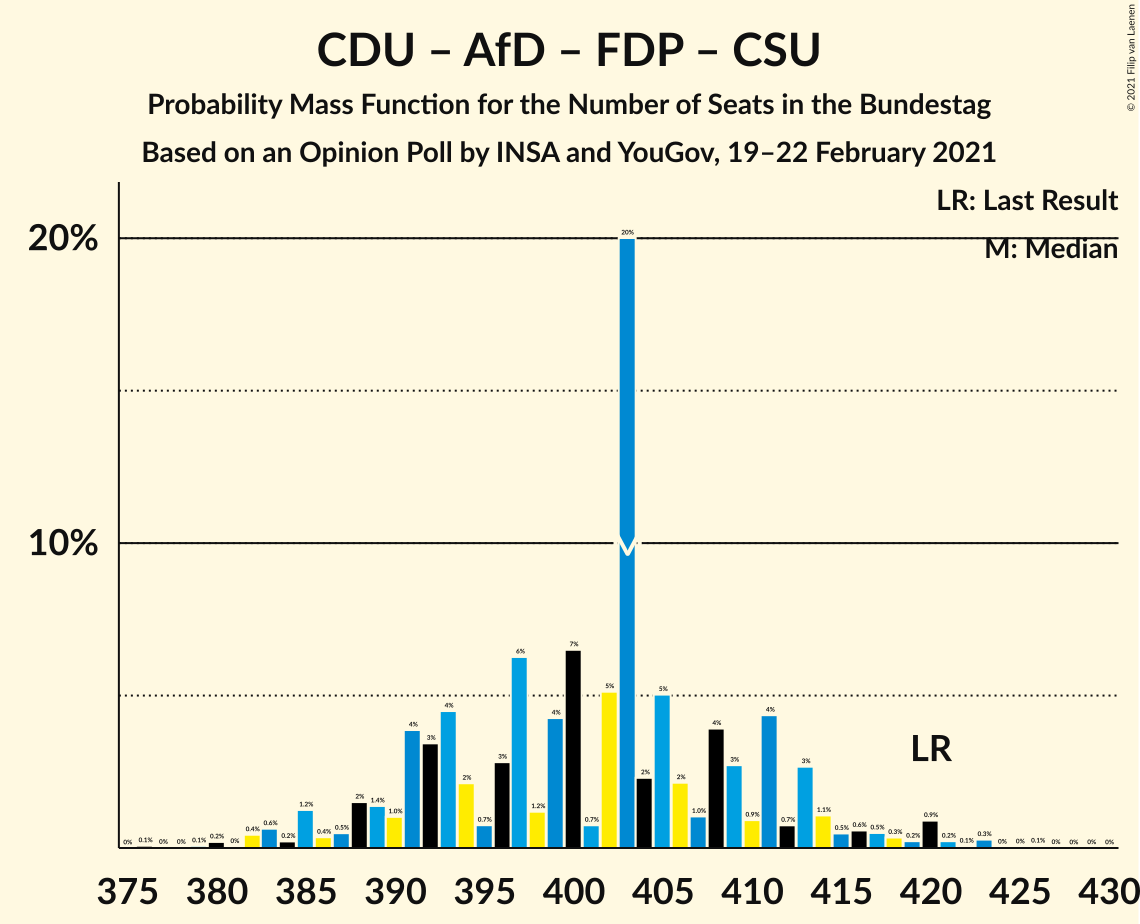 CDU – AfD – FDP – CSU
Probability Mass Function for the Number of Seats in the Bundestag
Based on an Opinion Poll by INSA and YouGov, 19–22 February 2021
© 2021 Filip van Laenen
LR: Last Result
M: Median
20%
10%
0% 0.1% 0% 0% 0.1% 0.2% 0% 0.4% 0.6% 0.2% 1.2% 0.4% 0.5% 2% 1.4% 1.0% 4% 3% 4% 2% 0.7% 3% 6% 1.2% 4% 7% 0.7% 5% 20% 2% 5% 2% 1.0% 4% 3% 0.9% 4% 0.7% 3% 1.1% 0.5% 0.6% 0.5% 0.3% 0.2% 0.9% 0.2% 0.1% 0.3% 0% 0% 0.1% 0% 0% 0% 0%
LR
375 380 385 390 395 400 405 410 415 420 425 430